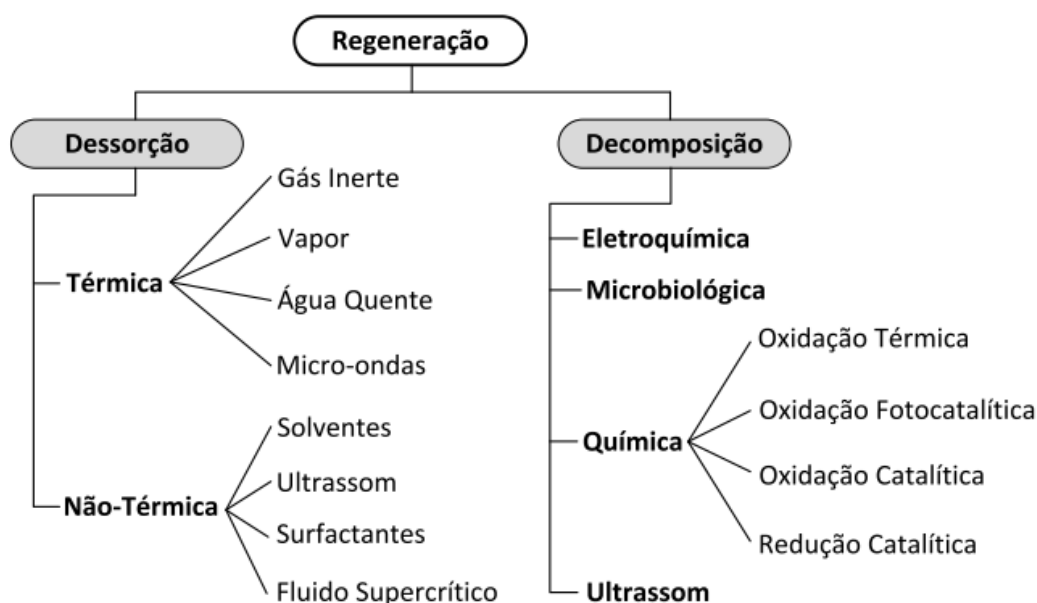 Regeneração
Dessorção
Térmica
Gás Inerte
Vapor
Água Quente
Micro-ondas
Não-Térmica
Solventes
Ultrassom
Surfactantes
Fluido Supercrítico
Decomposição
Eletroquímica
Microbiológica
Química
Oxidação Térmica
Oxidação Fotocatalítica
Oxidação Catalítica
Redução Catalítica
Ultrassom